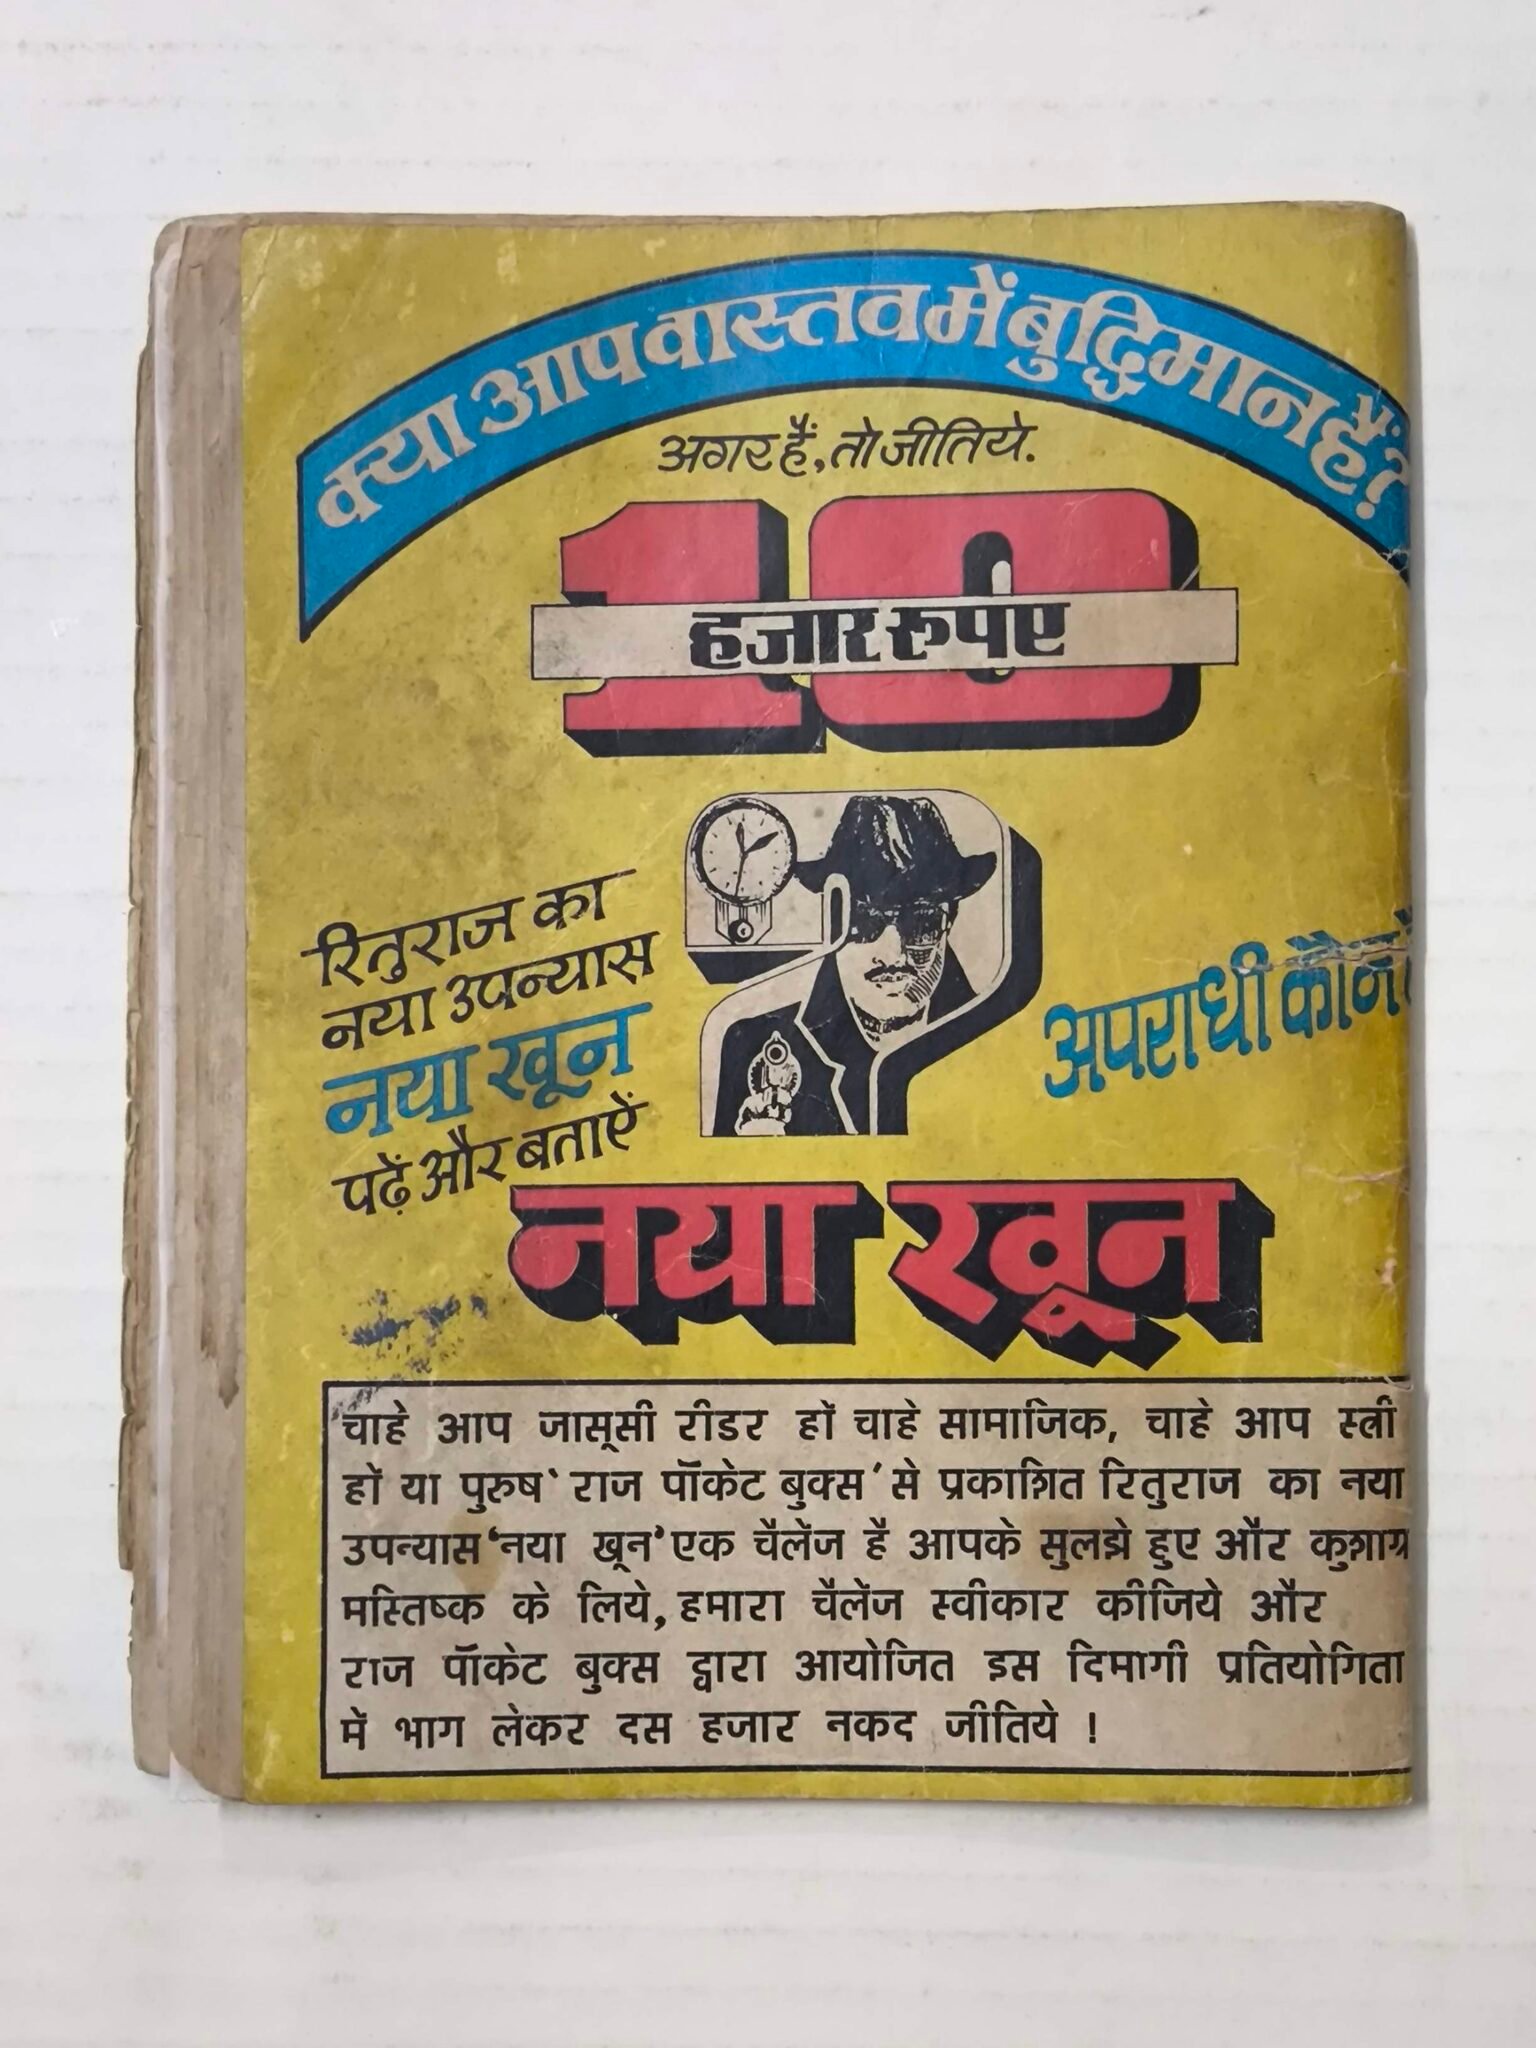 क्या आप वास्तव में बुद्धिमान हैं?
अगर हैं, तो जीतिये.
10
हजार रूपए
रितुराज का
नया उपन्यास
नया खून
पढ़ें और बताऐं
अपराधी कौन
नया खून
चाहे आप जासूसी रीडर हों चाहे सामाजिक, चाहे आप स्त्री
हों या पुरुष 'राज पॉकेट बुक्स' से प्रकाशित रितुराज का नया
उपन्यास 'नया खून' एक चैलेंज है आपके सुलझे हुए और कुशाग्र
मस्तिष्क के लिये, हमारा चैलेंज स्वीकार कीजिये और
राज पॉकेट बुक्स द्वारा आयोजित इस दिमागी प्रतियोगिता
में भाग लेकर दस हजार नकद जीतिये !